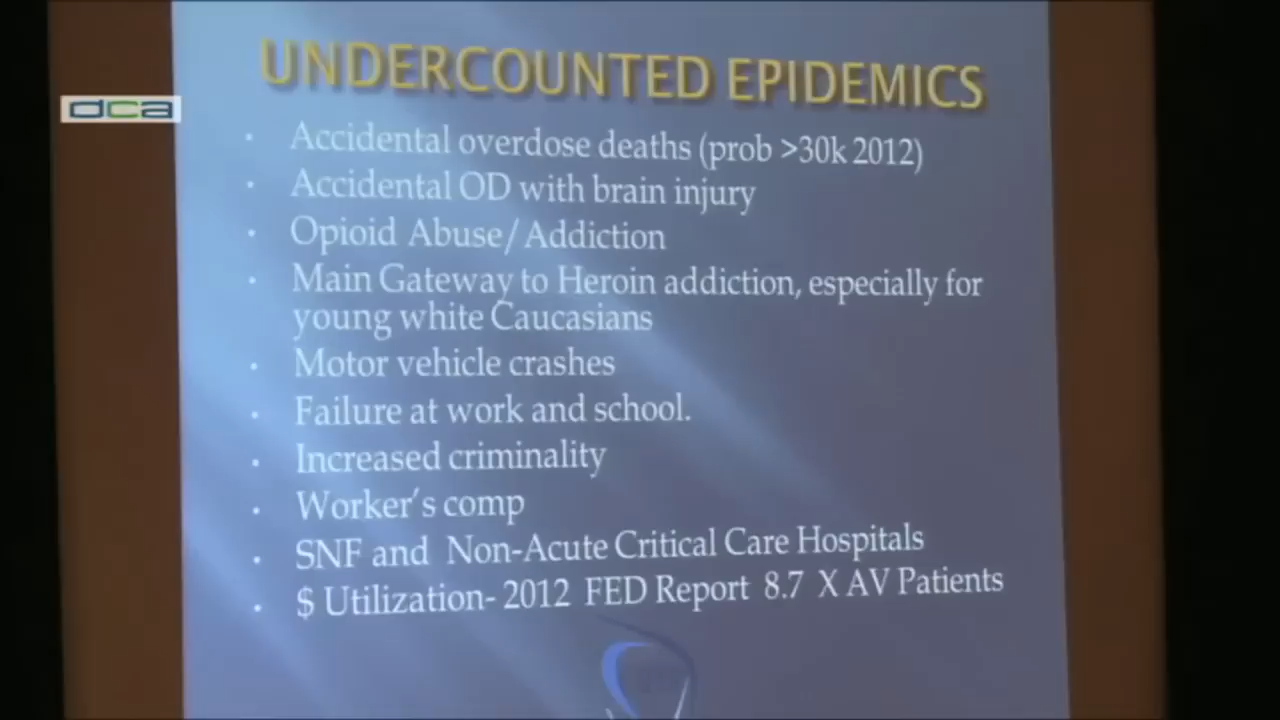 UNDERCOUNTED EPIDEMICS
dca
· Accidental overdose deaths (prob >30k 2012)
· Accidental OD with brain injury
· Opioid Abuse/Addiction
· Main Gateway to Heroin addiction, especially for
young white Caucasians
· Motor vehicle crashes
· Failure at work and school.
· Increased criminality
· Worker's comp
· SNF and Non-Acute Critical Care Hospitals
· $ Utilization- 2012 FED Report 8.7 X AV Patients